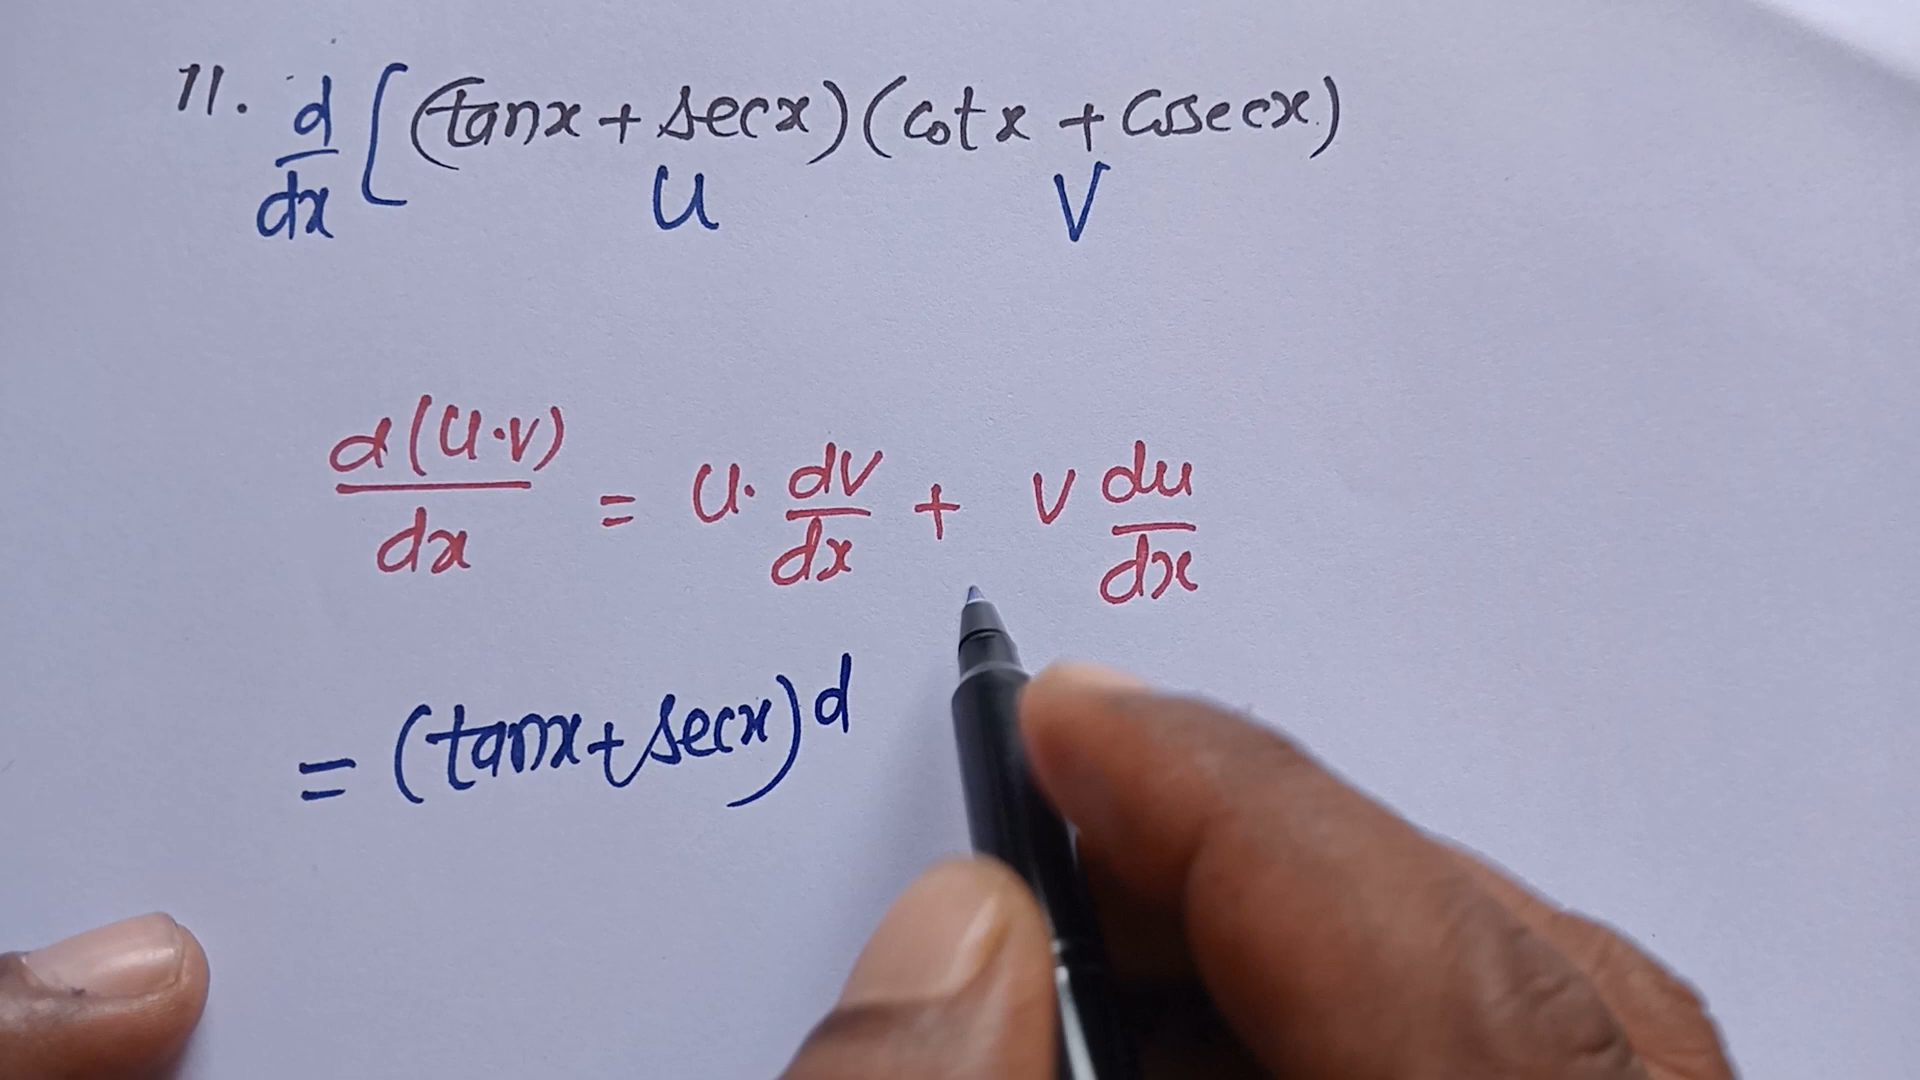 11. d/dx [(tanx + secx)(cotx + cosecx)
U V
d(U·V)/dx = U· dV/dx + V du/dx
= (tanx + secx) d